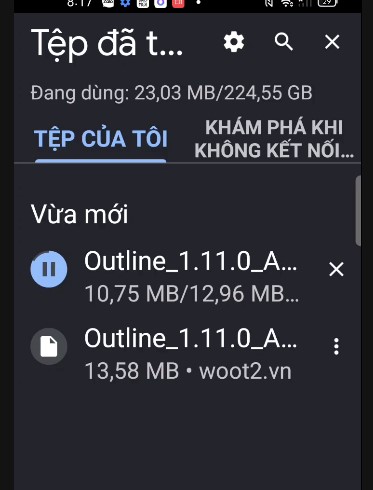 8:17
Tệp đã t...
Đang dùng: 23,03 MB/224,55 GB
TỆP CỦA TÔI
KHÁM PHÁ KHI
KHÔNG KẾT NỐI...
Vừa mới
Outline_1.11.0_A...
10,75 MB/12,96 MB...
Outline_1.11.0_A...
13,58 MB • woot2.vn